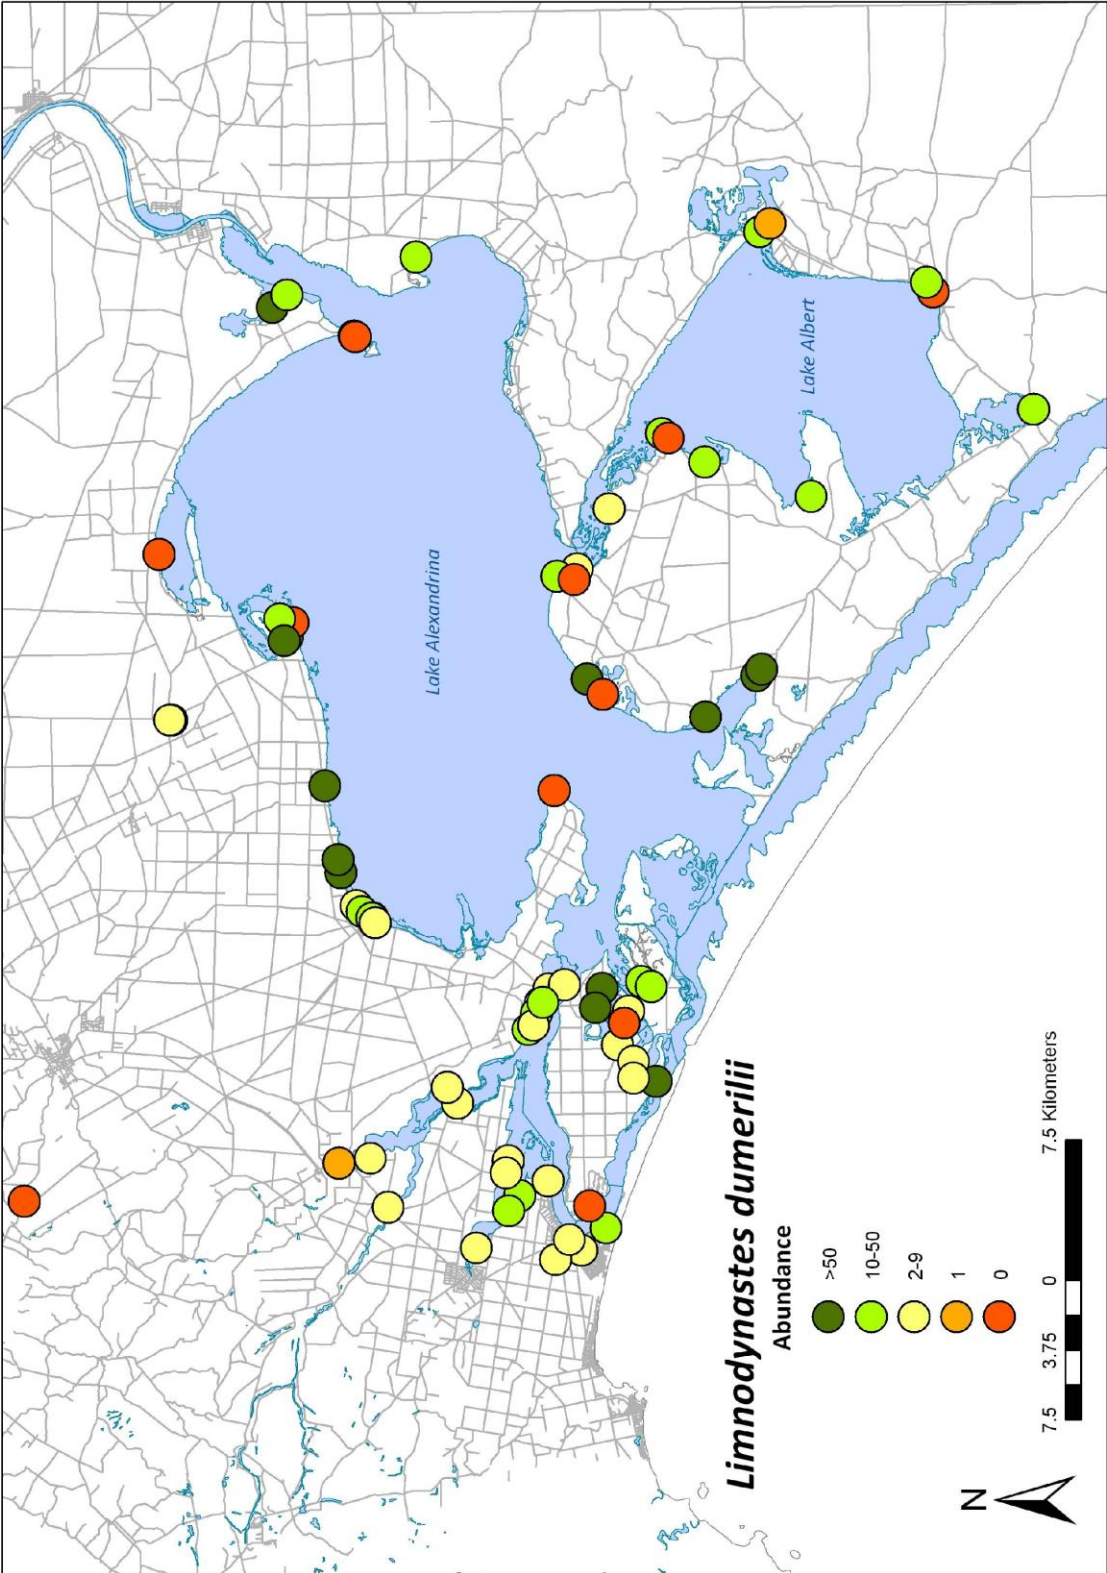 Lake Alexandrina
Lake Albert
Limnodynastes dumerilii
Abundance
>50
10-50
2-9
1
0
N
7.5 3.75 0 7.5 Kilometers